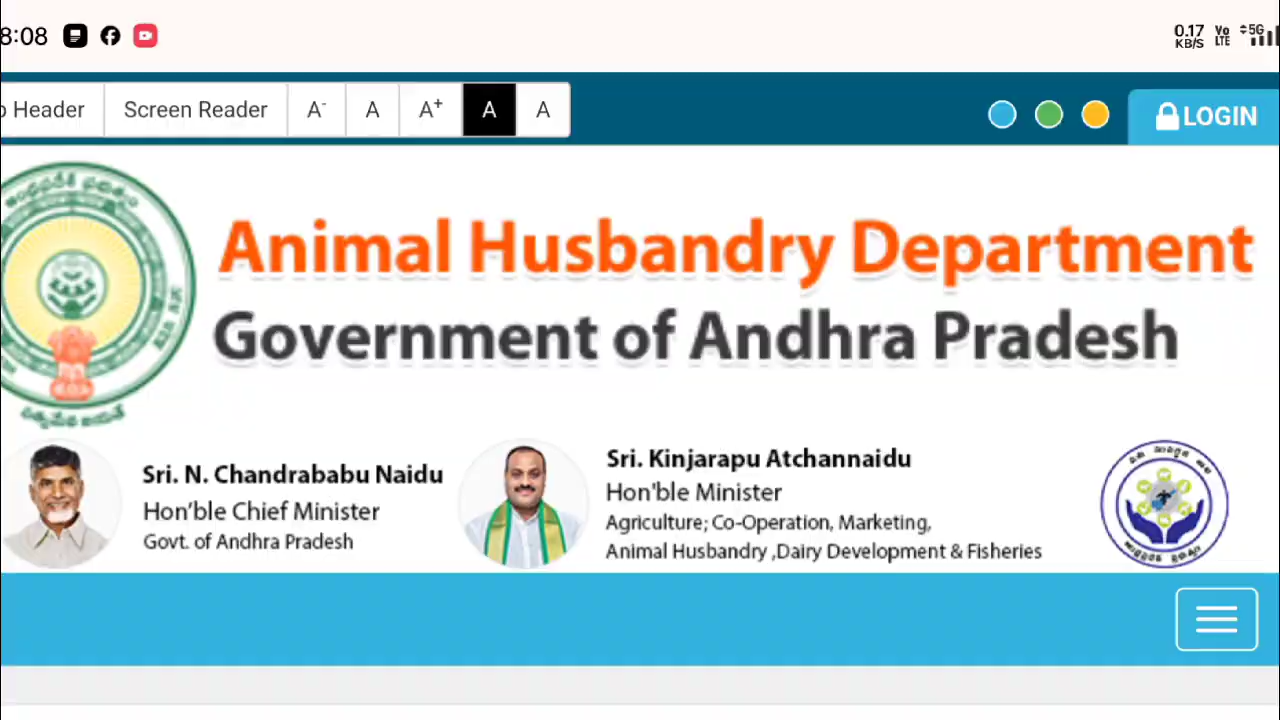 8:08
0.17
KB/S
Vo
LTE
5G
Header
Screen Reader
A-
A
A+
A
A
LOGIN
Animal Husbandry Department
Government of Andhra Pradesh
Sri. N. Chandrababu Naidu
Hon’ble Chief Minister
Govt. of Andhra Pradesh
Sri. Kinjarapu Atchannaidu
Hon'ble Minister
Agriculture; Co-Operation, Marketing,
Animal Husbandry ,Dairy Development & Fisheries